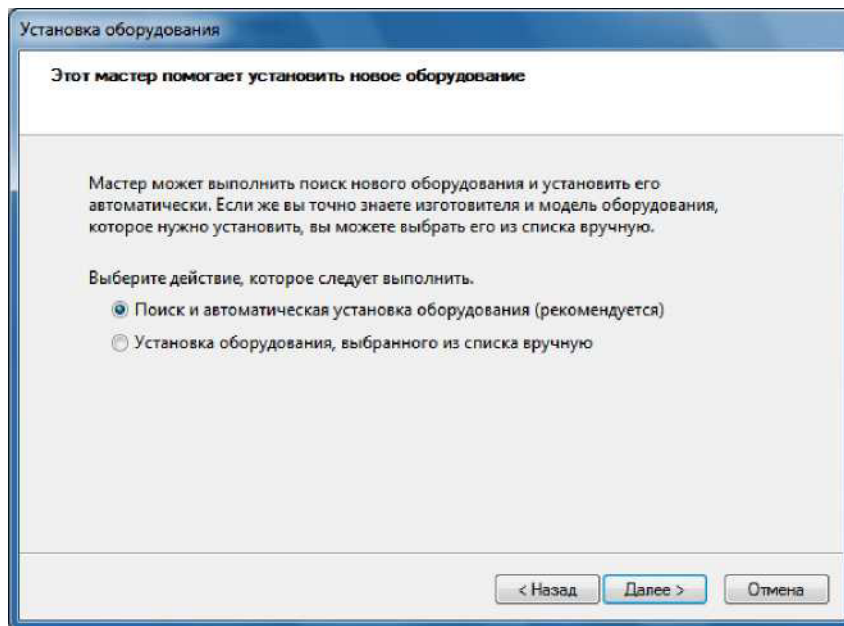 Установка оборудования
Этот мастер помогает установить новое оборудование
Мастер может выполнить поиск нового оборудования и установить его
автоматически. Если же вы точно знаете изготовителя и модель оборудования,
которое нужно установить, вы можете выбрать его из списка вручную.
Выберите действие, которое следует выполнить.
Поиск и автоматическая установка оборудования (рекомендуется)
Установка оборудования, выбранного из списка вручную
< Назад Далее > Отмена